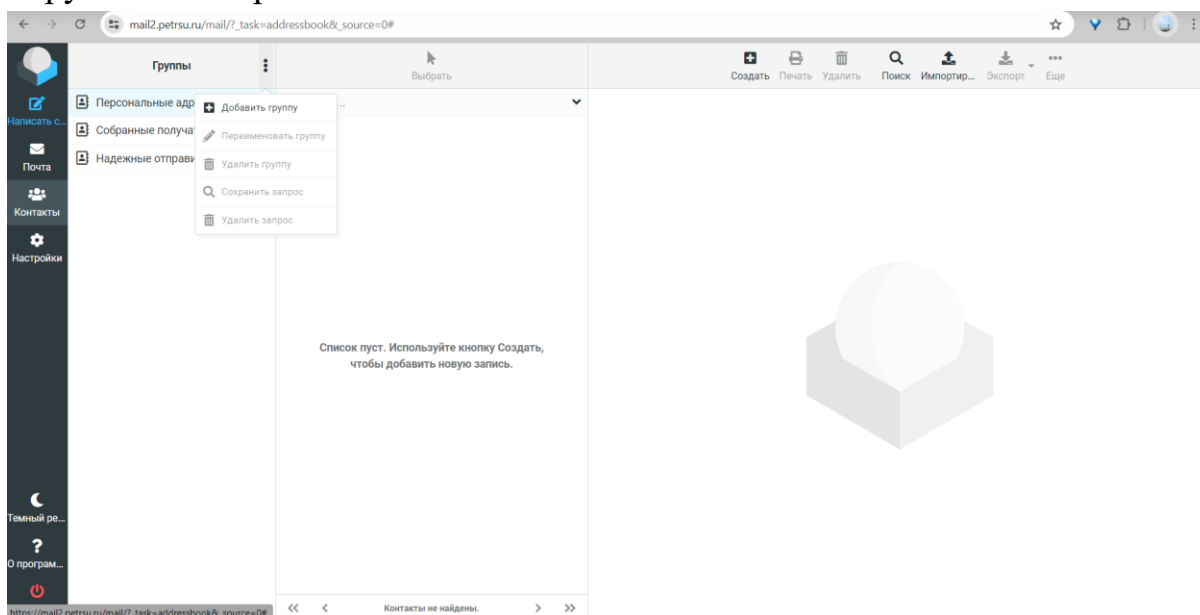 mail2.petrsu.ru/mail/?_task=addressbook&_source=0#
Группы
Выбрать
Создать Печать Удалить Поиск Импортир... Экспорт Еще
Написать с...
Почта
Контакты
Настройки
Темный ре...
О програм...
Персональные адр
Собранные получа
Надежные отправи
Добавить группу
Переименовать группу
Удалить группу
Сохранить запрос
Удалить запрос
Список пуст. Используйте кнопку Создать,
чтобы добавить новую запись.
Контакты не найдены.
https://mail2.petrsu.ru/mail/?_task=addressbook&_source=0#